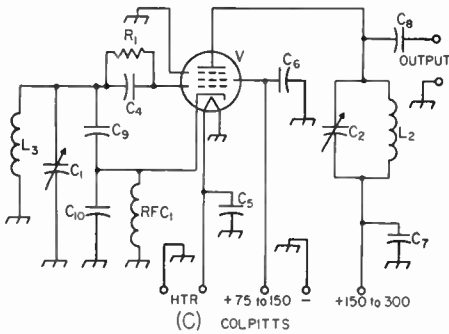 R1
V
C8
OUTPUT
C4
C6
L3
C1
C9
C2
L2
C10
RFC1
C5
C7
HTR
+75 to 150
–
+150 to 300
(C) COLPITTS